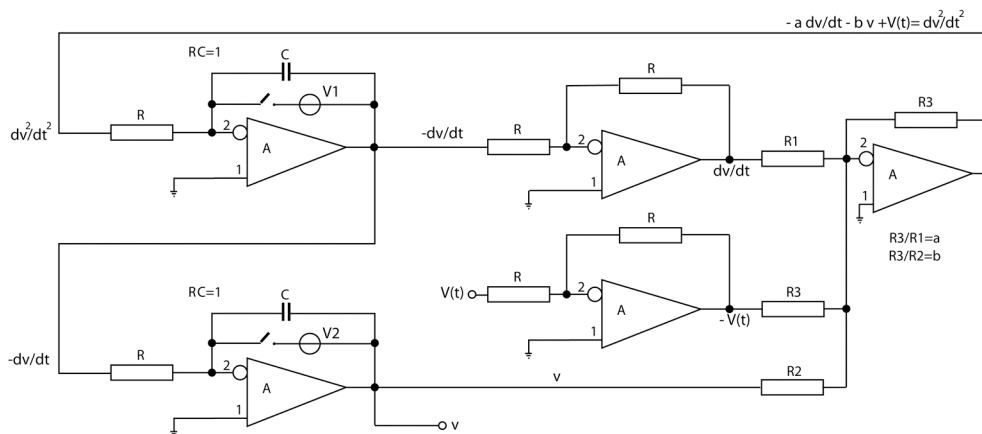 - a dv/dt - b v +V(t)= dv²/dt²
RC=1
C
V1
R
dv²/dt²
2
A
1
-dv/dt
R
R
2
A
1
dv/dt
R1
R3
2
A
1
R3/R1=a
R3/R2=b
V(t)
R
R
2
A
1
- V(t)
R3
RC=1
C
V2
R
-dv/dt
2
A
1
v
R2
v